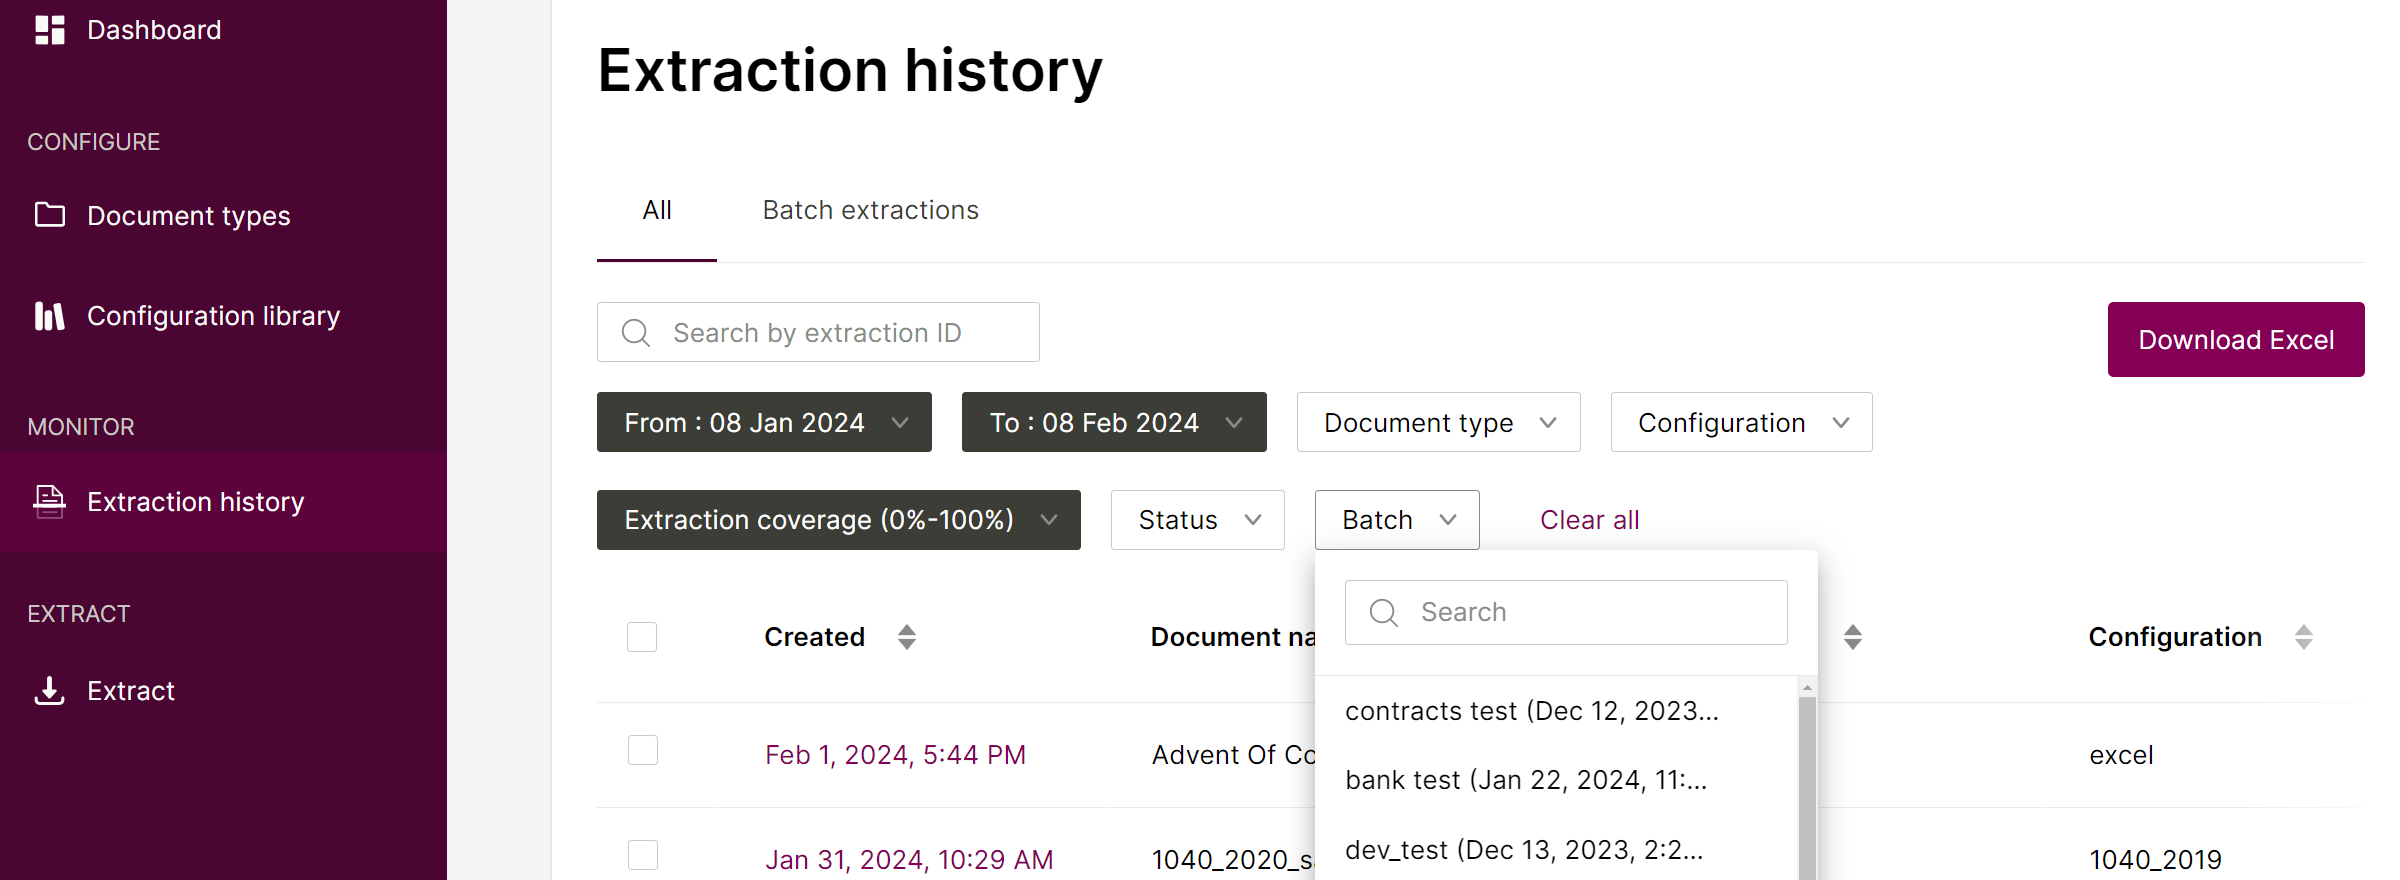 Dashboard
CONFIGURE
Document types
Configuration library
MONITOR
Extraction history
EXTRACT
Extract
Extraction history
All
Batch extractions
Search by extraction ID
Download Excel
From : 08 Jan 2024
To : 08 Feb 2024
Document type
Configuration
Extraction coverage (0%-100%)
Status
Batch
Clear all
Search
contracts test (Dec 12, 2023...
bank test (Jan 22, 2024, 11:...
dev_test (Dec 13, 2023, 2:2...
Created
Document na
Configuration
Feb 1, 2024, 5:44 PM
Advent Of Co
excel
Jan 31, 2024, 10:29 AM
1040_2020_s
1040_2019